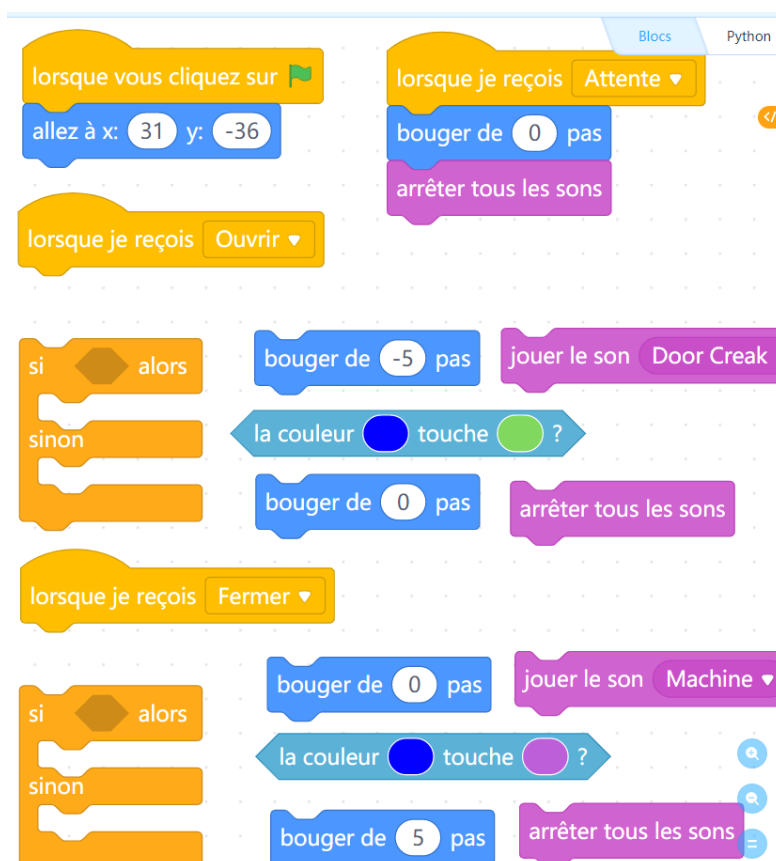 Blocs Python
lorsque vous cliquez sur
allez à x: 31 y: -36
lorsque je reçois Attente
bouger de 0 pas
arrêter tous les sons
lorsque je reçois Ouvrir
si alors
sinon
bouger de -5 pas
jouer le son Door Creak
la couleur touche ?
bouger de 0 pas
arrêter tous les sons
lorsque je reçois Fermer
si alors
sinon
bouger de 0 pas
jouer le son Machine
la couleur touche ?
bouger de 5 pas
arrêter tous les sons